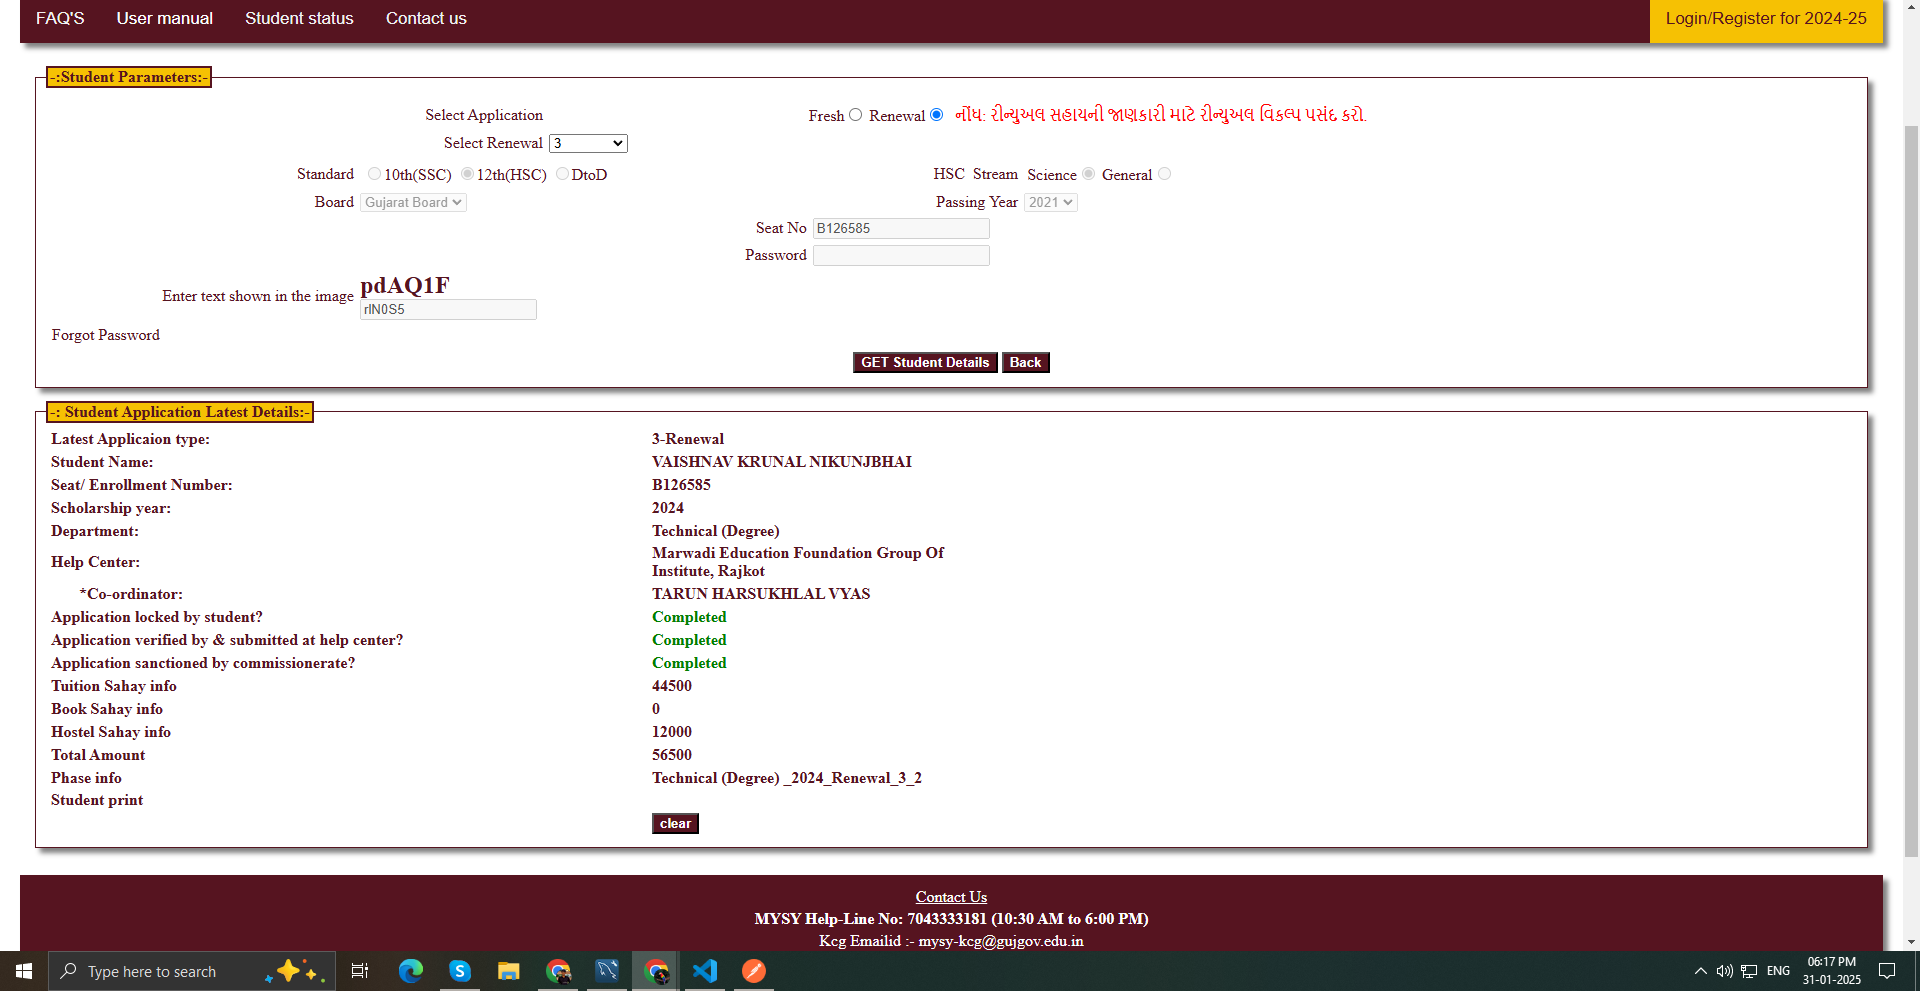 FAQ'S User manual Student status Contact us Login/Register for 2024-25
-:Student Parameters:-
Select Application Fresh Renewal નોંધ: રીન્યુઅલ સહાયની જાણકારી માટે રીન્યુઅલ વિકલ્પ પસંદ કરો.
Select Renewal 3
Standard 10th(SSC) 12th(HSC) DtoD HSC Stream Science General
Board Gujarat Board Passing Year 2021
Seat No B126585
Password
pdAQ1F
Enter text shown in the image
rIN0S5
Forgot Password
GET Student Details Back
-: Student Application Latest Details:-
Latest Applicaion type: 3-Renewal
Student Name: VAISHNAV KRUNAL NIKUNJBHAI
Seat/ Enrollment Number: B126585
Scholarship year: 2024
Department: Technical (Degree)
Help Center: Marwadi Education Foundation Group Of
Institute, Rajkot
*Co-ordinator: TARUN HARSUKHLAL VYAS
Application locked by student? Completed
Application verified by & submitted at help center? Completed
Application sanctioned by commissionerate? Completed
Tuition Sahay info 44500
Book Sahay info 0
Hostel Sahay info 12000
Total Amount 56500
Phase info Technical (Degree) _2024_Renewal_3_2
Student print
clear
Contact Us
MYSY Help-Line No: 7043333181 (10:30 AM to 6:00 PM)
Kcg Emailid :- mysy-kcg@gujgov.edu.in
Type here to search ENG 06:17 PM
31-01-2025